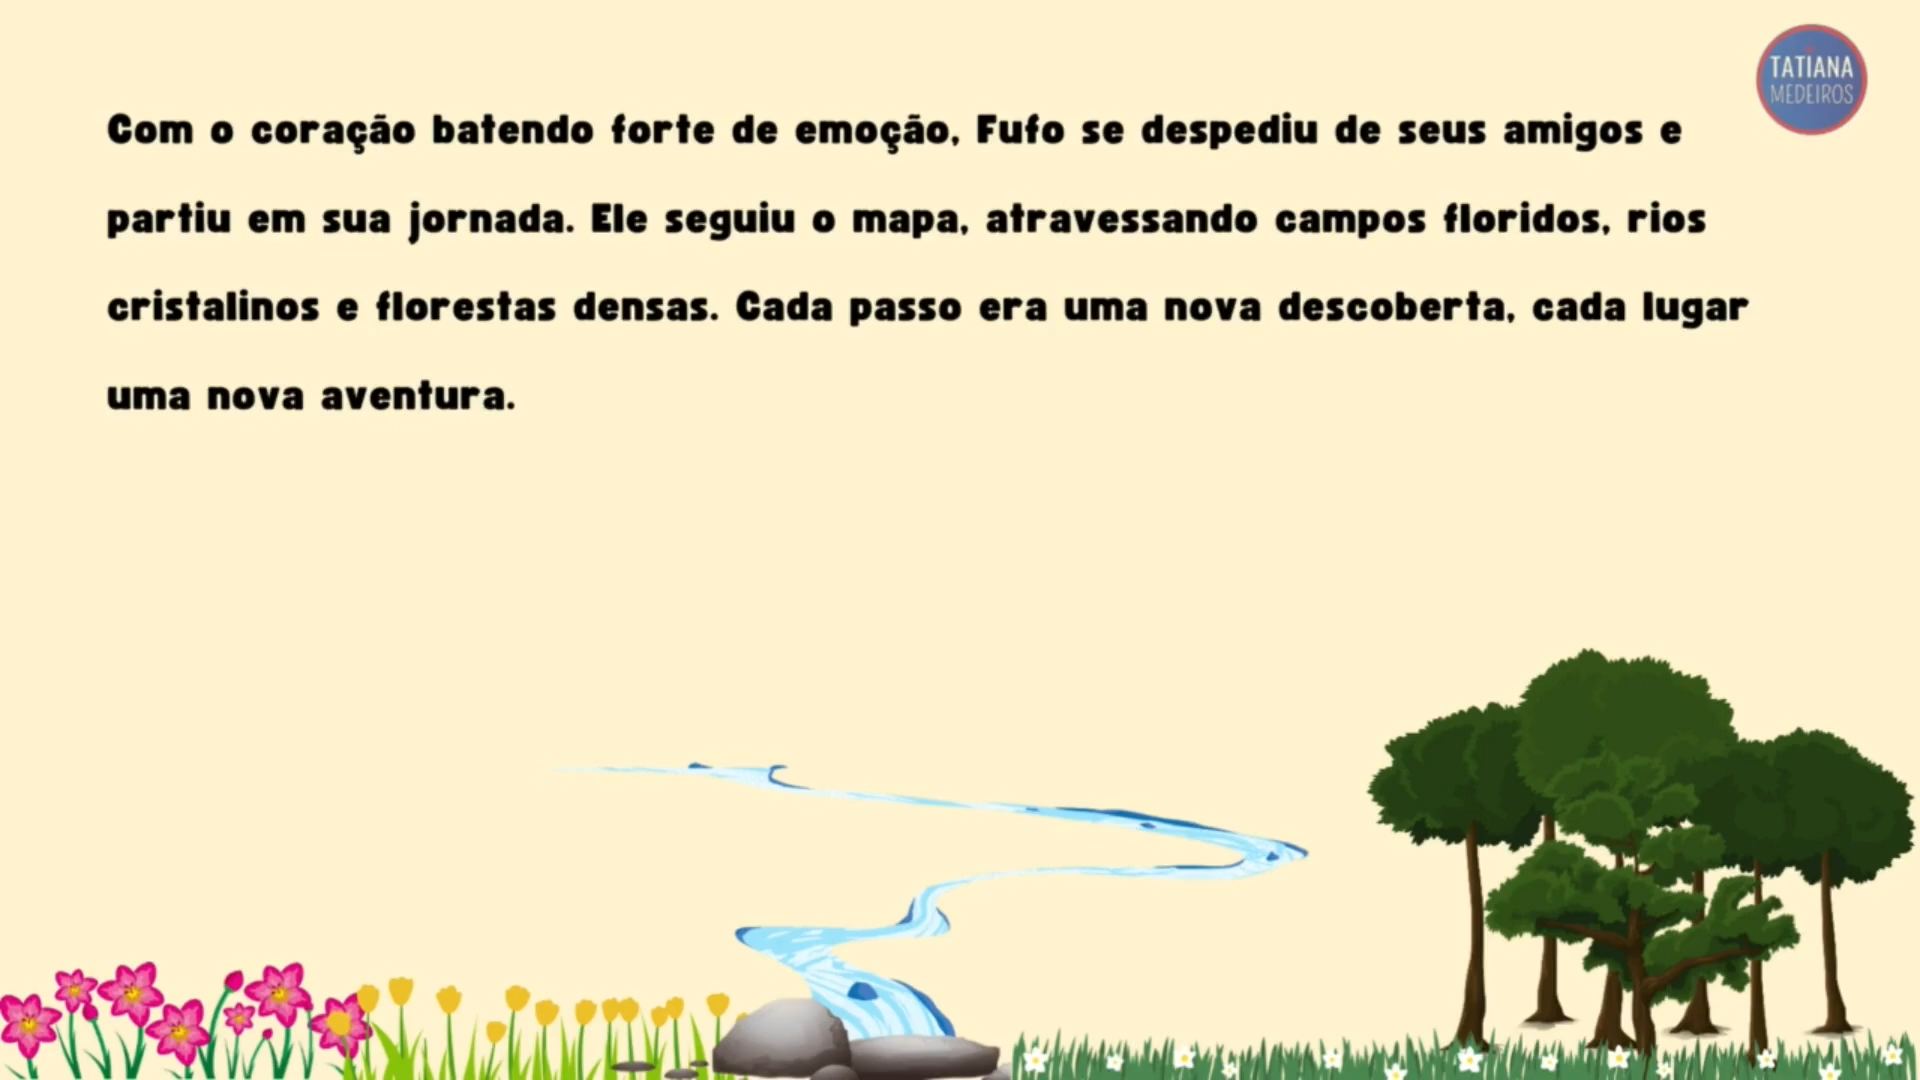 TATIANA
MEDEIROS
Com o coração batendo forte de emoção, Fufo se despediu de seus amigos e
partiu em sua jornada. Ele seguiu o mapa, atravessando campos floridos, rios
cristalinos e florestas densas. Cada passo era uma nova descoberta, cada lugar
uma nova aventura.